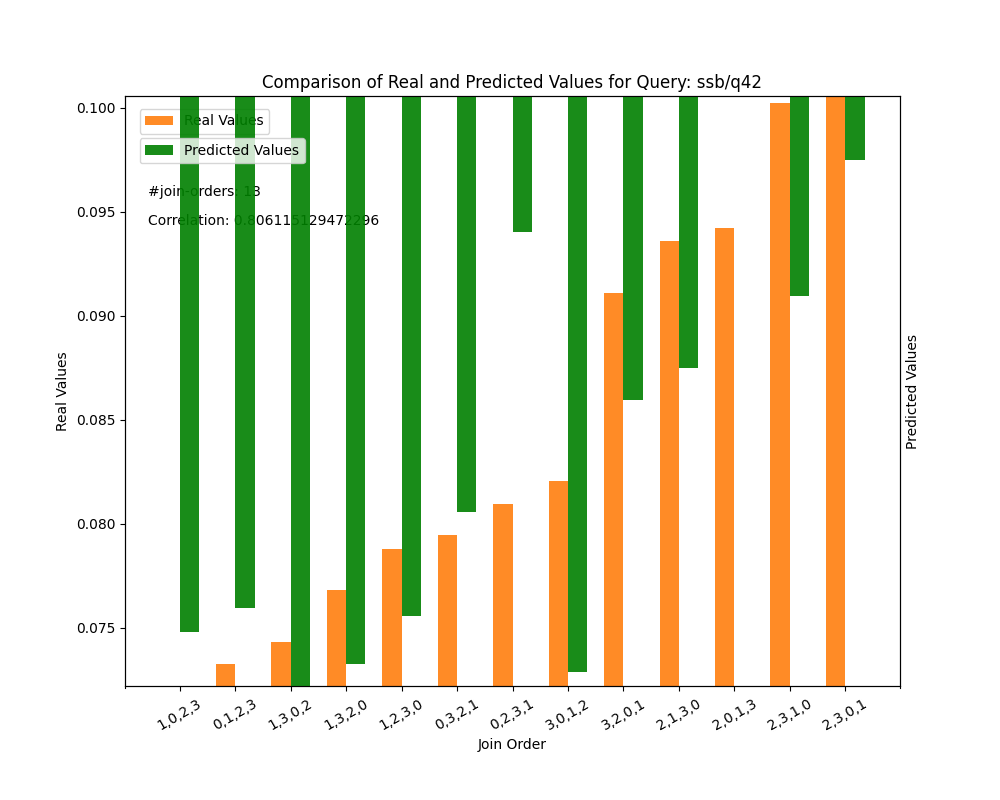 Comparison of Real and Predicted Values for Query: ssb/q42
0.100
0.095
0.090
0.085
0.080
0.075
Real Values
Real Values
Predicted Values
#join-orders: 13
Correlation: 0.806115129472296
Predicted Values
1,0,2,3
0,1,2,3
1,3,0,2
1,3,2,0
1,2,3,0
0,3,2,1
0,2,3,1
3,0,1,2
3,2,0,1
2,1,3,0
2,0,1,3
2,3,1,0
2,3,0,1
Join Order